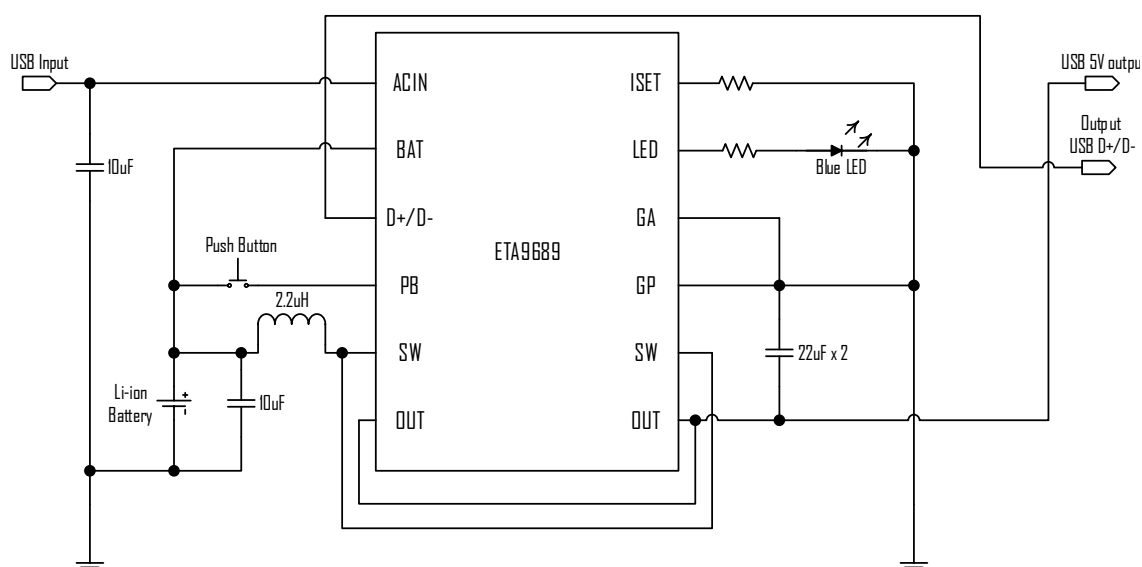 USB Input
USB 5V output
Output
USB D+/D-
ACIN
ISET
10uF
BAT
LED
Blue LED
D+/D-
GA
Push Button
ETA9689
PB
GP
2.2uH
SW
SW
22uF x 2
Li-ion
Battery
+
-
10uF
OUT
OUT